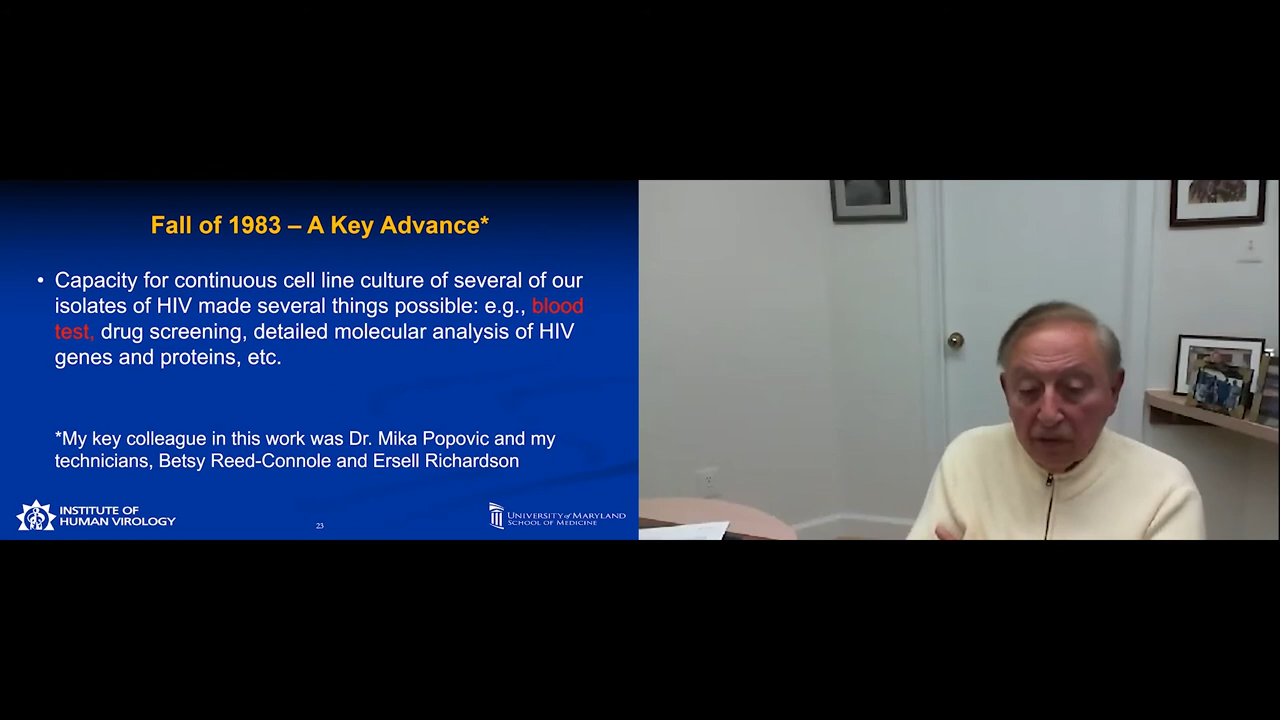 Fall of 1983 – A Key Advance*
• Capacity for continuous cell line culture of several of our
isolates of HIV made several things possible: e.g., blood
test, drug screening, detailed molecular analysis of HIV
genes and proteins, etc.
*My key colleague in this work was Dr. Mika Popovic and my
technicians, Betsy Reed-Connole and Ersell Richardson
INSTITUTE OF
HUMAN VIROLOGY
23
UNIVERSITY of MARYLAND
SCHOOL OF MEDICINE